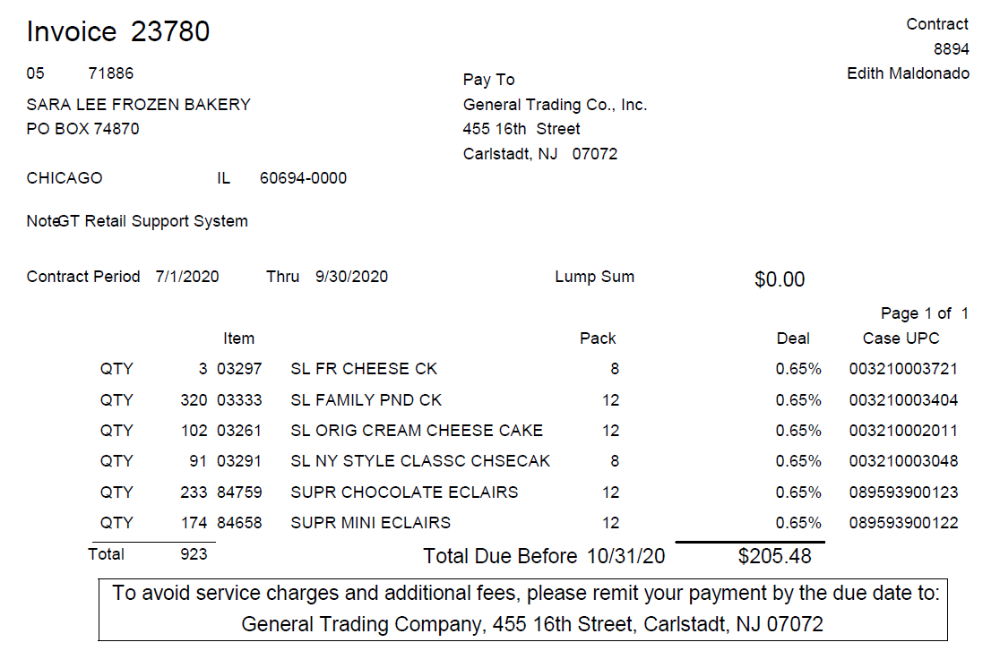 Invoice 23780
Contract
8894
05 71886
Edith Maldonado
Pay To
SARA LEE FROZEN BAKERY
General Trading Co., Inc.
PO BOX 74870
455 16th Street
Carlstadt, NJ 07072
CHICAGO IL 60694-0000
NoteGT Retail Support System
Contract Period 7/1/2020 Thru 9/30/2020 Lump Sum $0.00
Page 1 of 1
Item Pack Deal Case UPC
QTY 3 03297 SL FR CHEESE CK 8 0.65% 003210003721
QTY 320 03333 SL FAMILY PND CK 12 0.65% 003210003404
QTY 102 03261 SL ORIG CREAM CHEESE CAKE 12 0.65% 003210002011
QTY 91 03291 SL NY STYLE CLASSC CHSECAK 8 0.65% 003210003048
QTY 233 84759 SUPR CHOCOLATE ECLAIRS 12 0.65% 089593900123
QTY 174 84658 SUPR MINI ECLAIRS 12 0.65% 089593900122
Total 923 Total Due Before 10/31/20 $205.48
To avoid service charges and additional fees, please remit your payment by the due date to:
General Trading Company, 455 16th Street, Carlstadt, NJ 07072